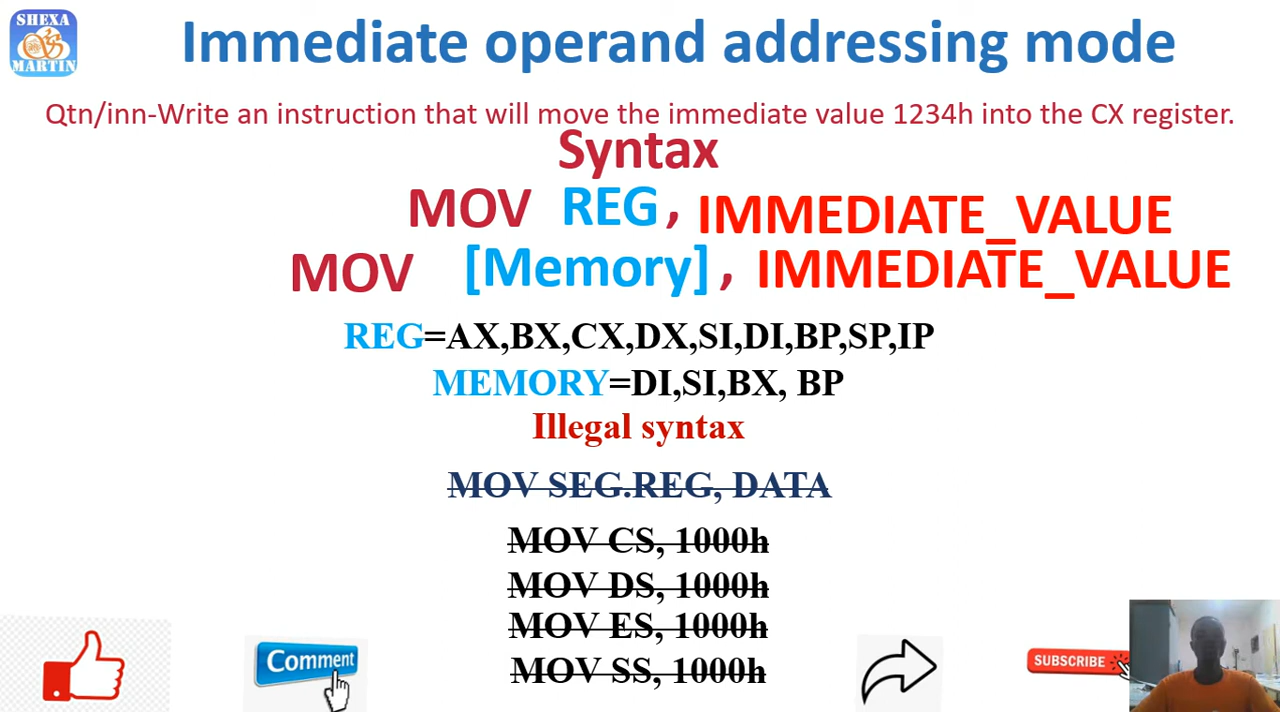 SHEXA
MARTIN
Immediate operand addressing mode
Qtn/inn-Write an instruction that will move the immediate value 1234h into the CX register.
Syntax
MOV REG, IMMEDIATE_VALUE
MOV [Memory], IMMEDIATE_VALUE
REG=AX,BX,CX,DX,SI,DI,BP,SP,IP
MEMORY=DI,SI,BX, BP
Illegal syntax
MOV SEG.REG, DATA
MOV CS, 1000h
MOV DS, 1000h
MOV ES, 1000h
MOV SS, 1000h
Comment
SUBSCRIBE